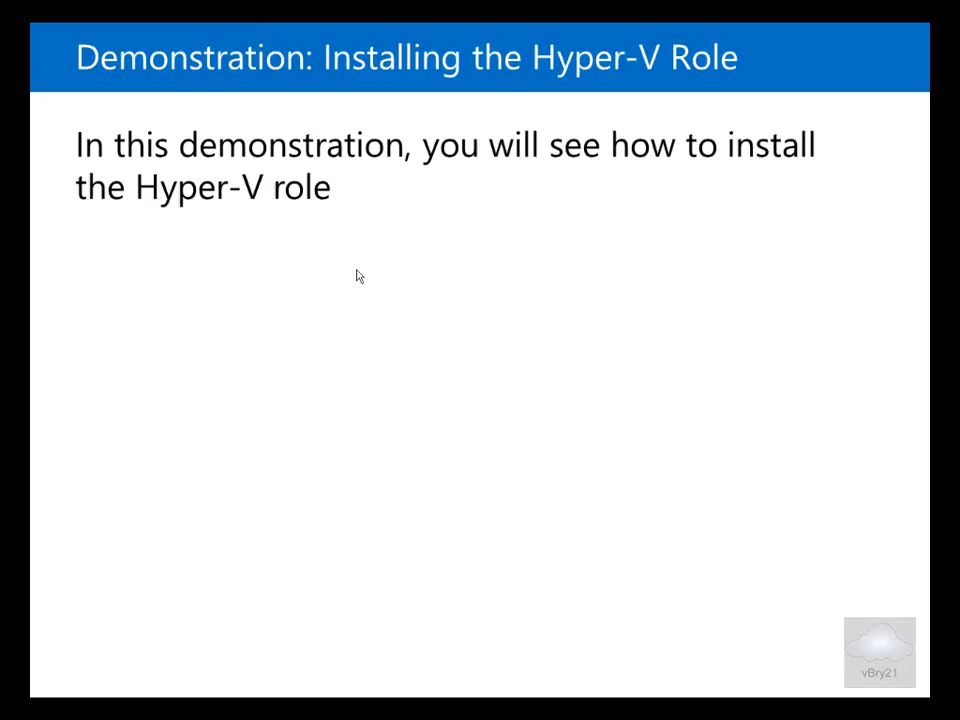 Demonstration: Installing the Hyper-V Role
In this demonstration, you will see how to install
the Hyper-V role
vBry21